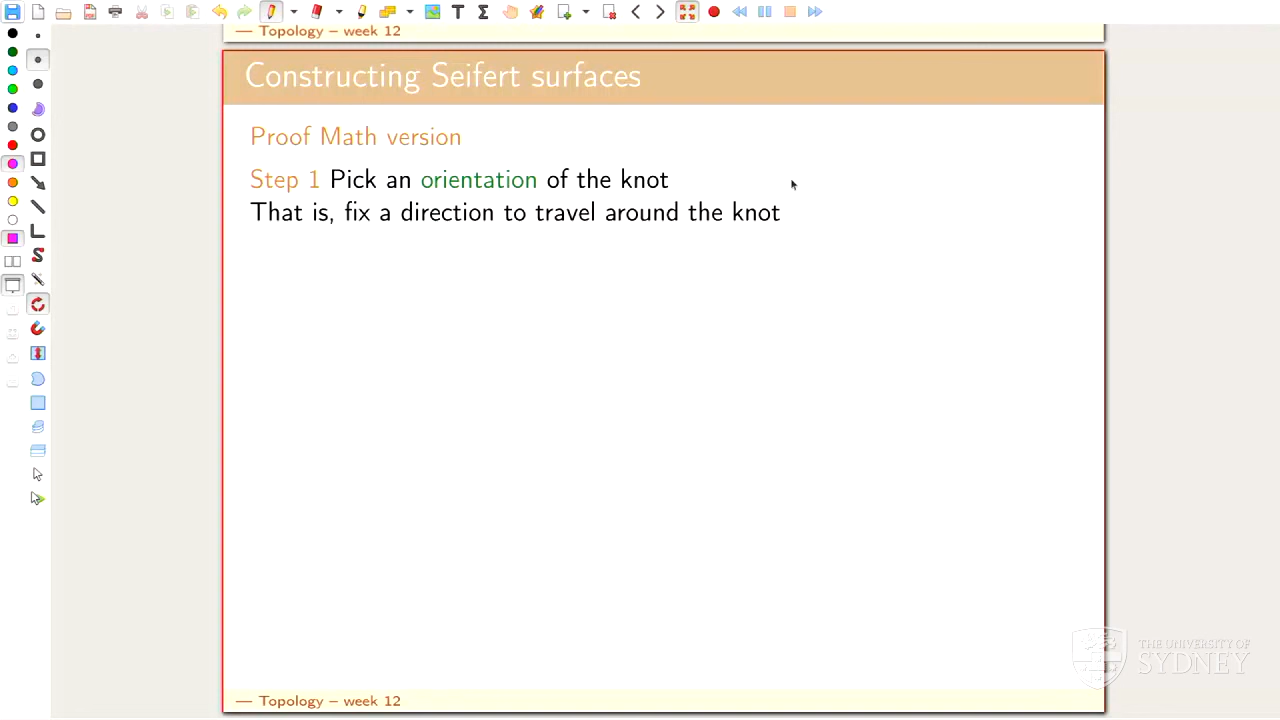 — Topology – week 12
Constructing Seifert surfaces
Proof Math version
Step 1 Pick an orientation of the knot
That is, fix a direction to travel around the knot
THE UNIVERSITY OF
SYDNEY
— Topology – week 12